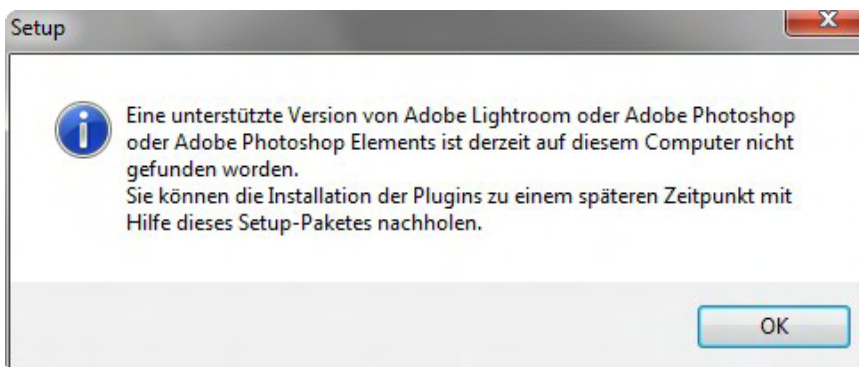 Setup
Eine unterstützte Version von Adobe Lightroom oder Adobe Photoshop
oder Adobe Photoshop Elements ist derzeit auf diesem Computer nicht
gefunden worden.
Sie können die Installation der Plugins zu einem späteren Zeitpunkt mit
Hilfe dieses Setup-Paketes nachholen.
OK